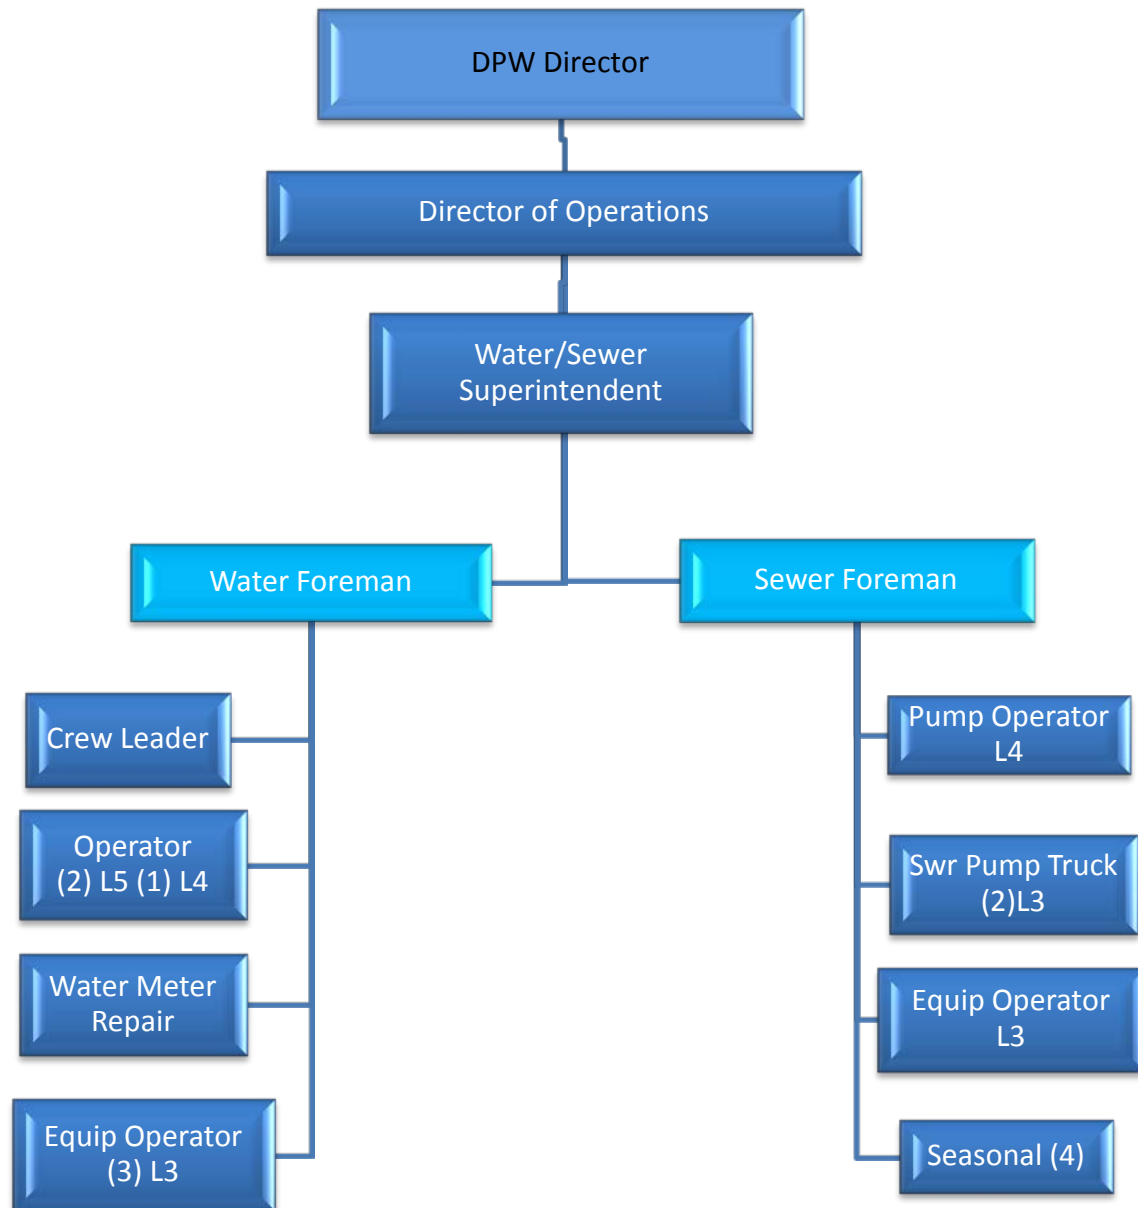 DPW Director
Director of Operations
Water/Sewer
Superintendent
Water Foreman
Sewer Foreman
Crew Leader
Operator
(2) L5 (1) L4
Water Meter
Repair
Equip Operator
(3) L3
Pump Operator
L4
Swr Pump Truck
(2)L3
Equip Operator
L3
Seasonal (4)